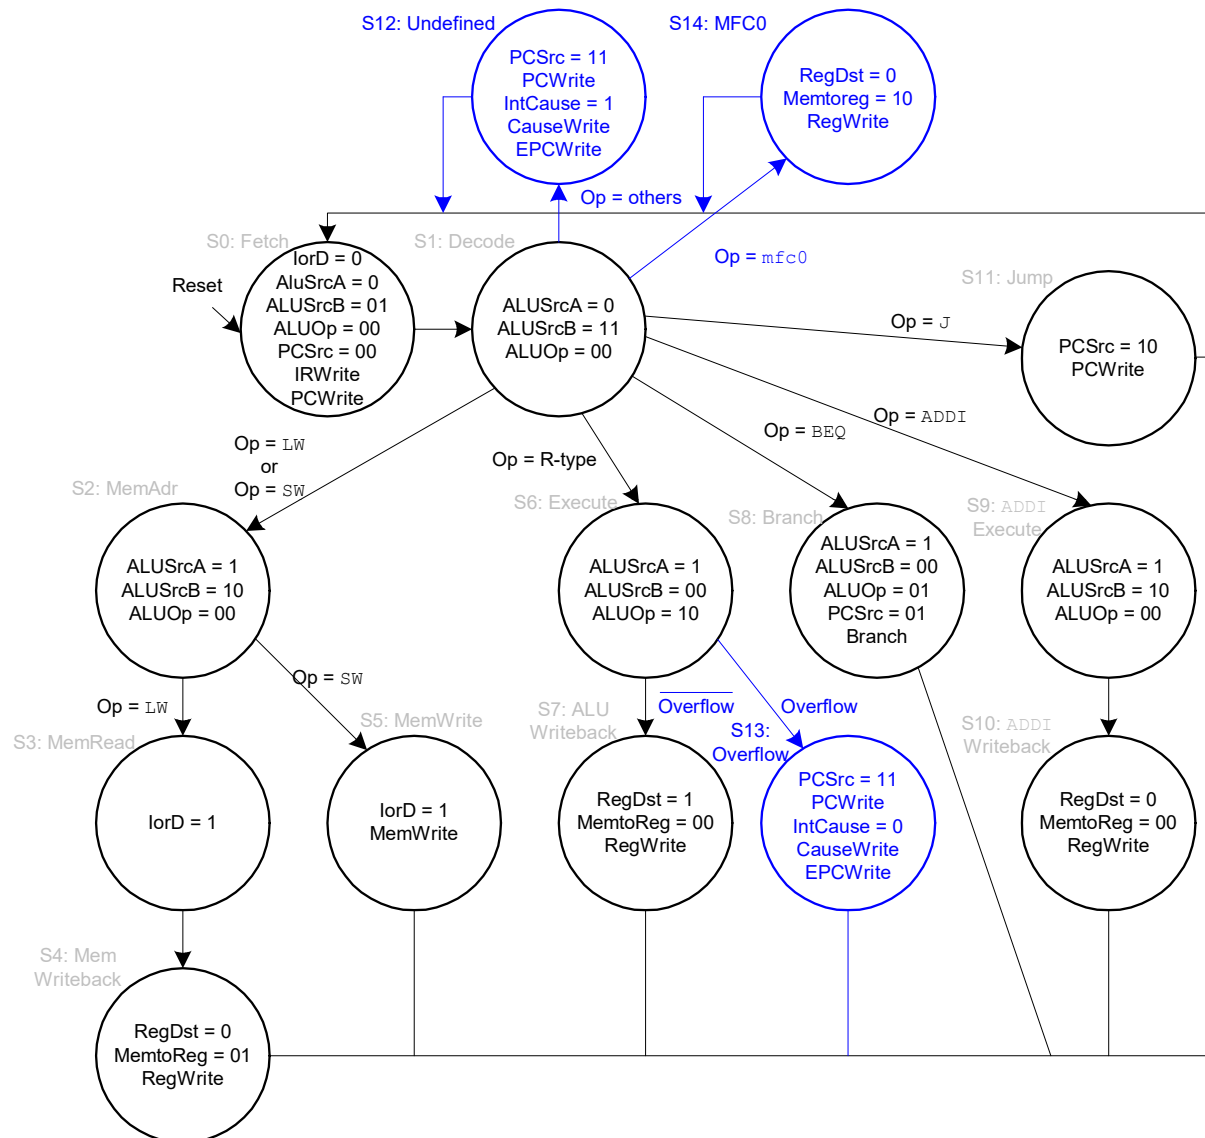 S12: Undefined
PCSrc = 11
PCWrite
IntCause = 1
CauseWrite
EPCWrite
S14: MFC0
RegDst = 0
Memtoreg = 10
RegWrite
Op = others
Op = mfc0
S0: Fetch
Reset
IorD = 0
AluSrcA = 0
ALUSrcB = 01
ALUOp = 00
PCSrc = 00
IRWrite
PCWrite
S1: Decode
ALUSrcA = 0
ALUSrcB = 11
ALUOp = 00
S11: Jump
Op = J
PCSrc = 10
PCWrite
Op = LW
or
Op = SW
Op = R-type
Op = BEQ
Op = ADDI
S2: MemAdr
ALUSrcA = 1
ALUSrcB = 10
ALUOp = 00
S6: Execute
ALUSrcA = 1
ALUSrcB = 00
ALUOp = 10
S8: Branch
ALUSrcA = 1
ALUSrcB = 00
ALUOp = 01
PCSrc = 01
Branch
S9: ADDI
Execute
ALUSrcA = 1
ALUSrcB = 10
ALUOp = 00
Op = LW
Op = SW
Overflow
Overflow
S3: MemRead
IorD = 1
S5: MemWrite
IorD = 1
MemWrite
S7: ALU
Writeback
RegDst = 1
MemtoReg = 00
RegWrite
S13:
Overflow
PCSrc = 11
PCWrite
IntCause = 0
CauseWrite
EPCWrite
S10: ADDI
Writeback
RegDst = 0
MemtoReg = 00
RegWrite
S4: Mem
Writeback
RegDst = 0
MemtoReg = 01
RegWrite